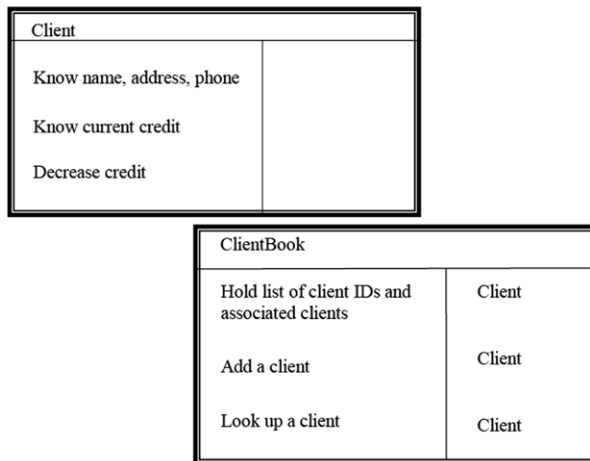 Client
Know name, address, phone
Know current credit
Decrease credit
ClientBook
Hold list of client IDs and
associated clients
Client
Add a client
Client
Look up a client
Client